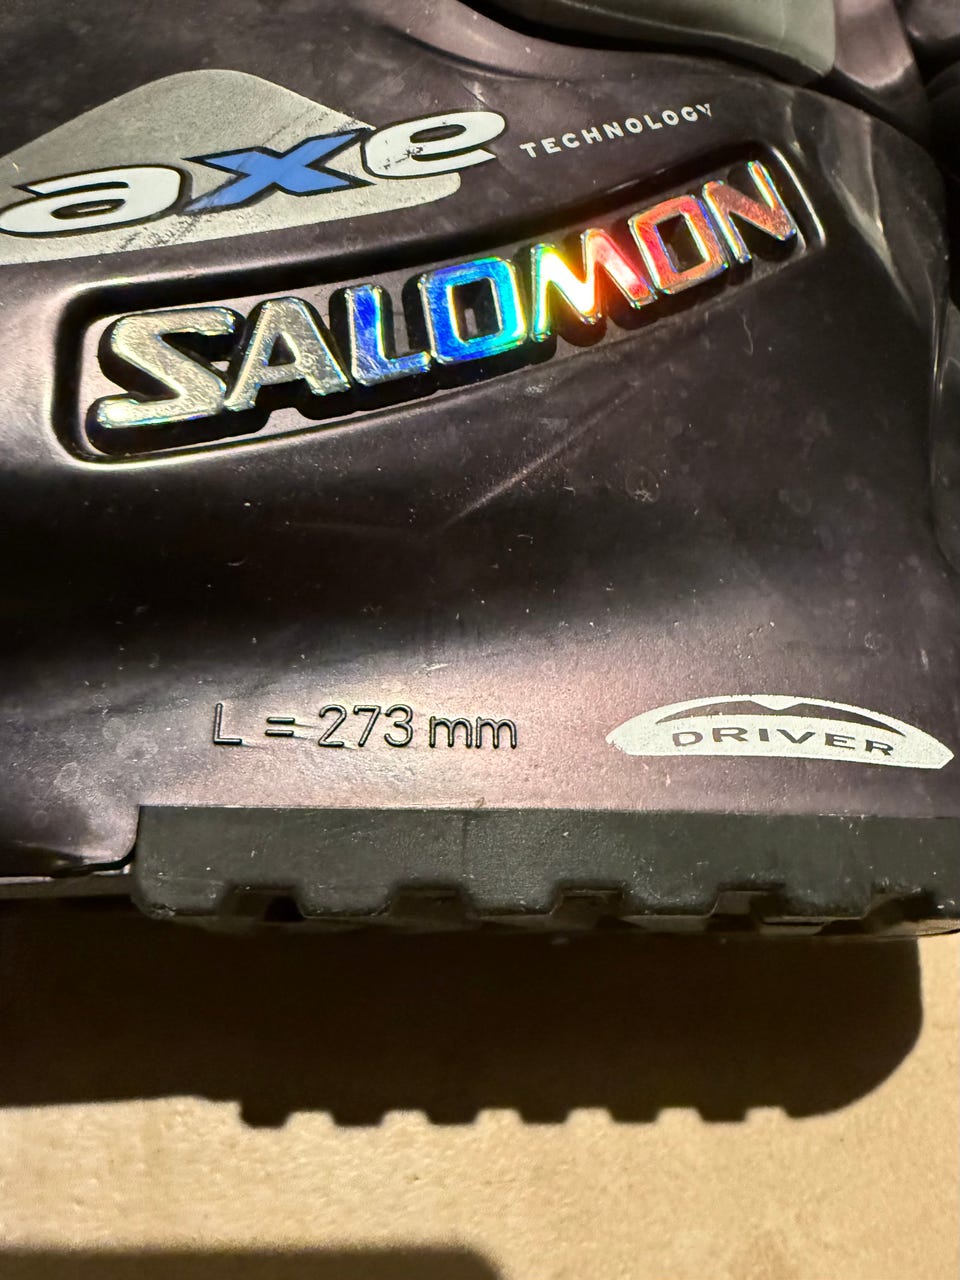 axe TECHNOLOGY
SALOMON
L = 273 mm
DRIVER